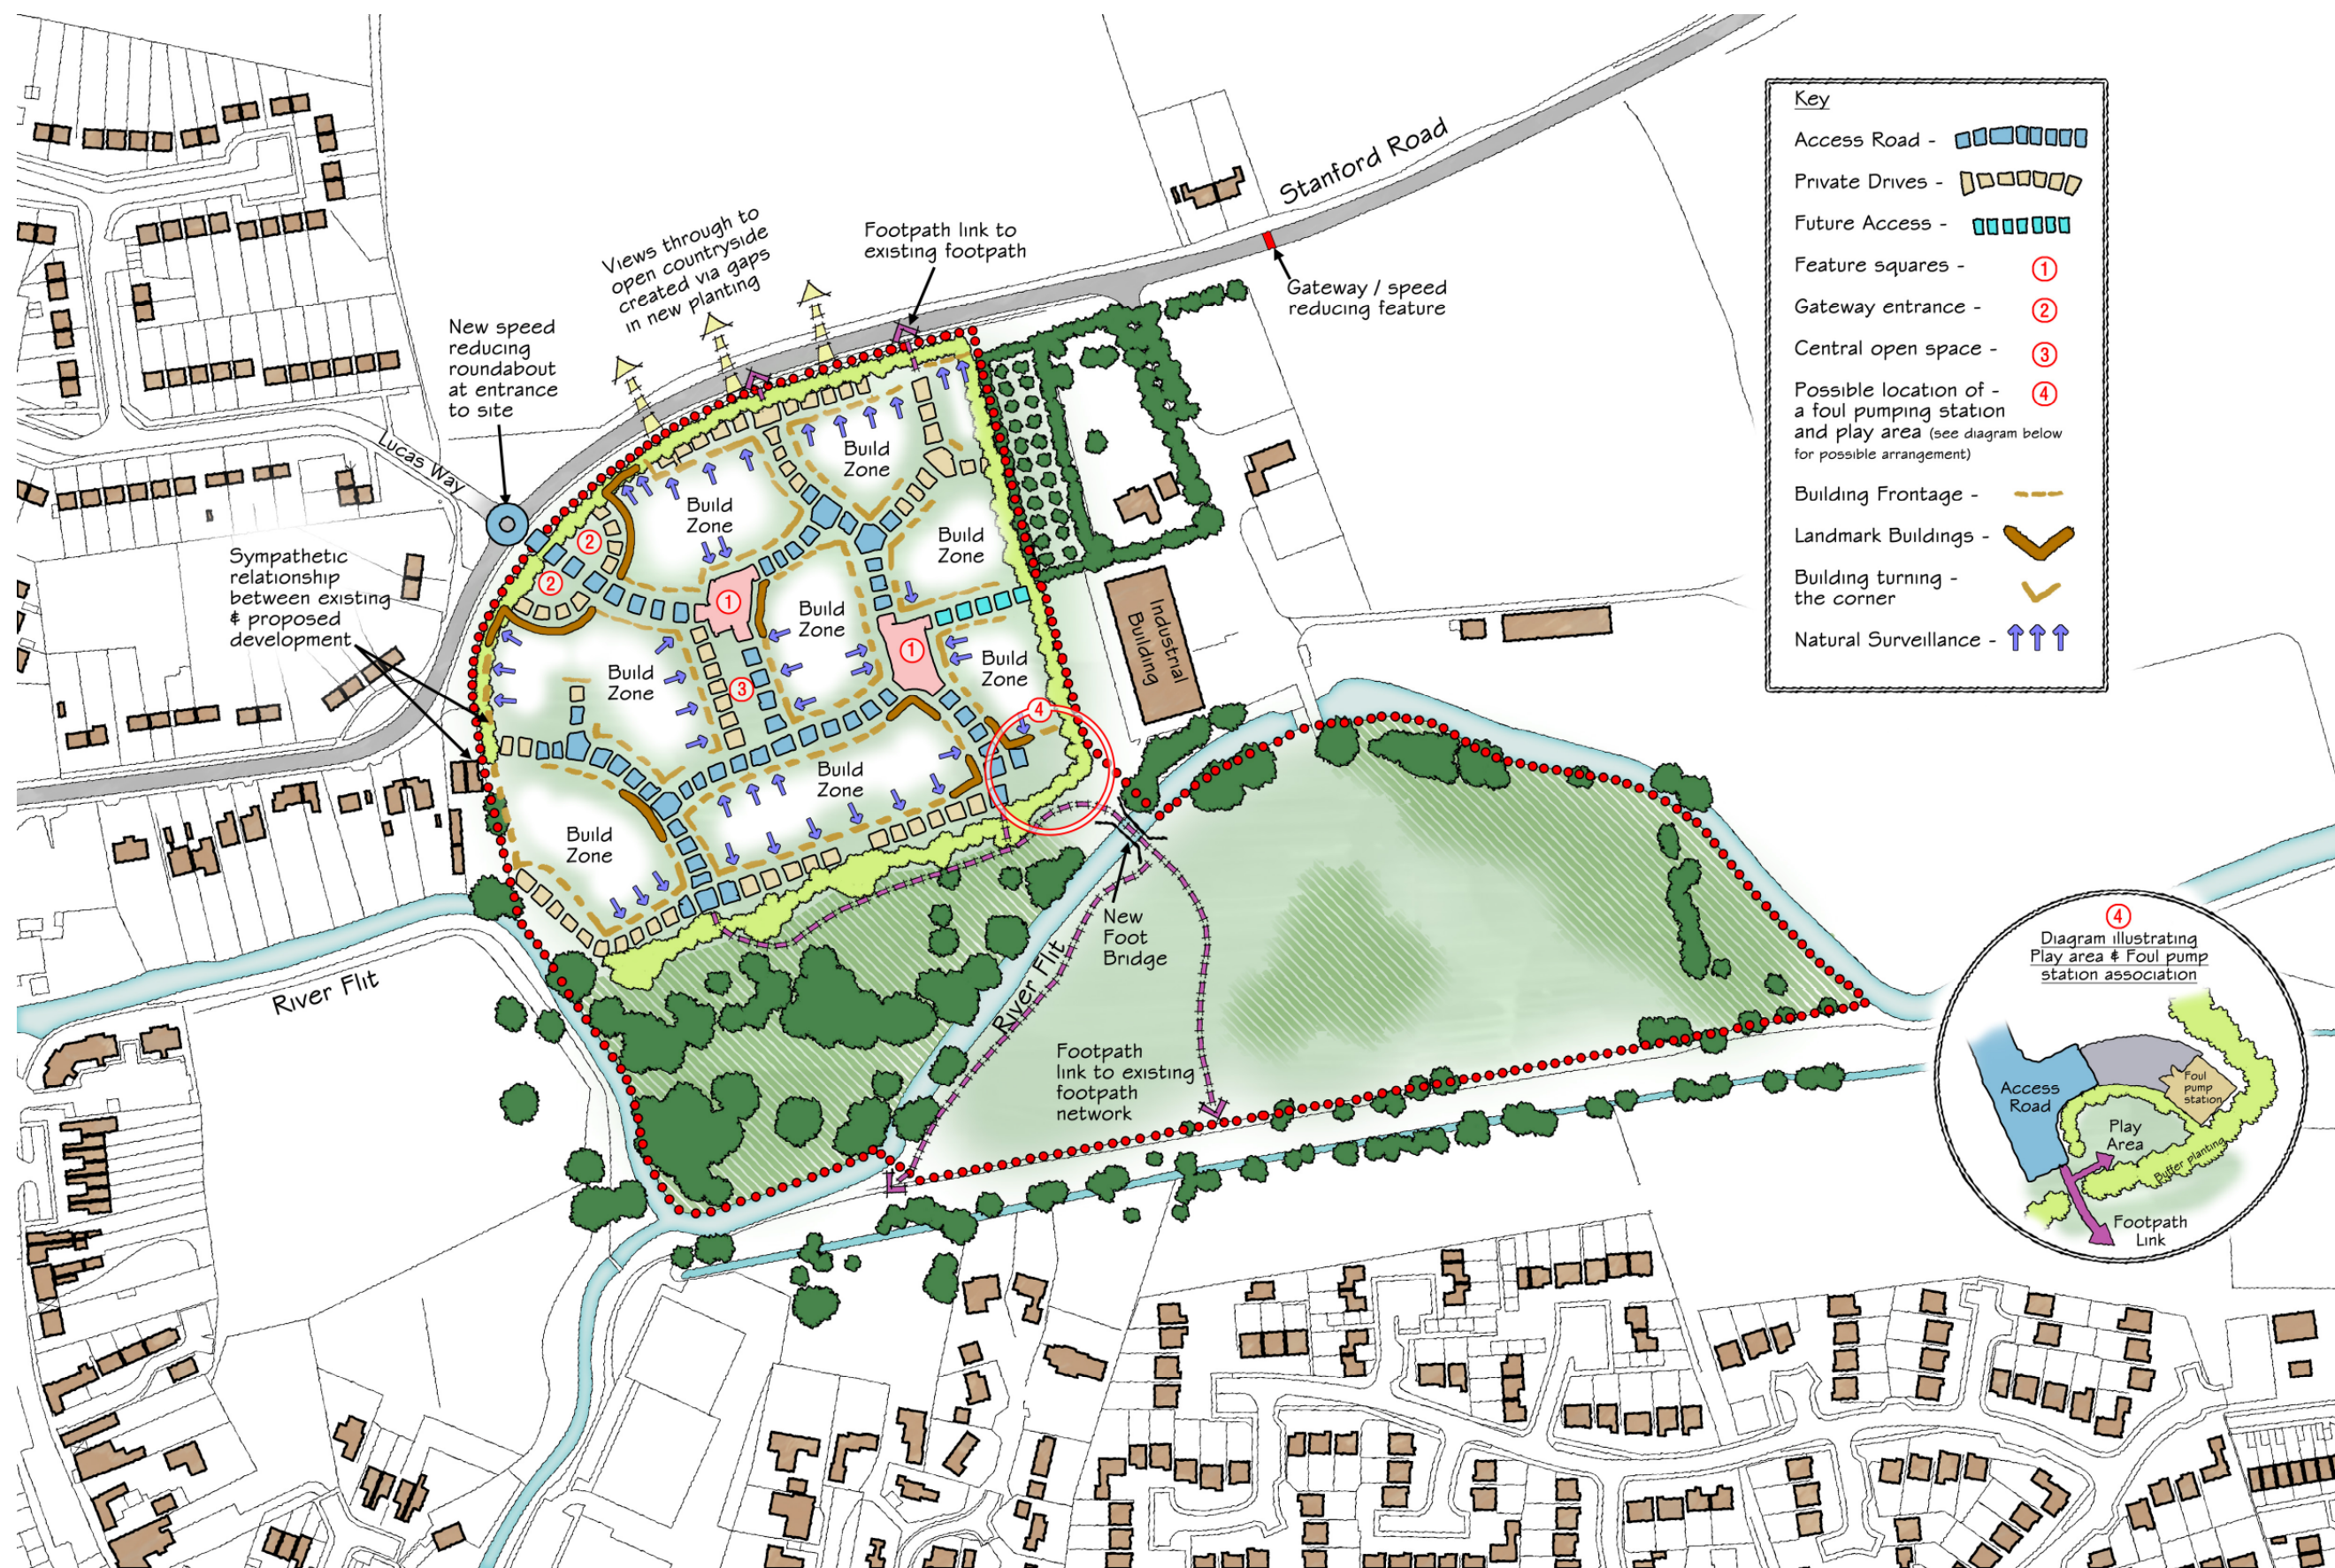 Stanford Road
Views through to
open countryside
created via gaps
in new planting
Footpath link to
existing footpath
Gateway / speed
reducing feature
New speed
reducing
roundabout
at entrance
to site
Lucas Way
Sympathetic
relationship
between existing
& proposed
development
Build
Zone
Build
Zone
Build
Zone
Build
Zone
Build
Zone
Build
Zone
Build
Zone
Build
Zone
2
2
1
1
3
4
Industrial
Building
New
Foot
Bridge
River Flit
River Flit
Footpath
link to existing
footpath
network
Key
Access Road -
Private Drives -
Future Access -
Feature squares - 1
Gateway entrance - 2
Central open space - 3
Possible location of - 4
a foul pumping station
and play area (see diagram below
for possible arrangement)
Building Frontage -
Landmark Buildings -
Building turning -
the corner
Natural Surveillance -
4
Diagram illustrating
Play area & Foul pump
station association
Access
Road
Foul
pump
station
Play
Area
Buffer planting
Footpath
Link